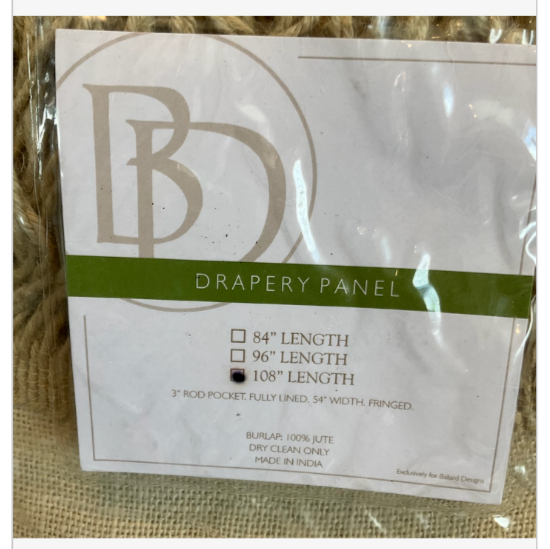 BD
DRAPERY PANEL
84" LENGTH
96" LENGTH
108" LENGTH
3" ROD POCKET. FULLY LINED. 54" WIDTH. FRINGED.
BURLAP: 100% JUTE
DRY CLEAN ONLY
MADE IN INDIA
Exclusively for Ballard Designs